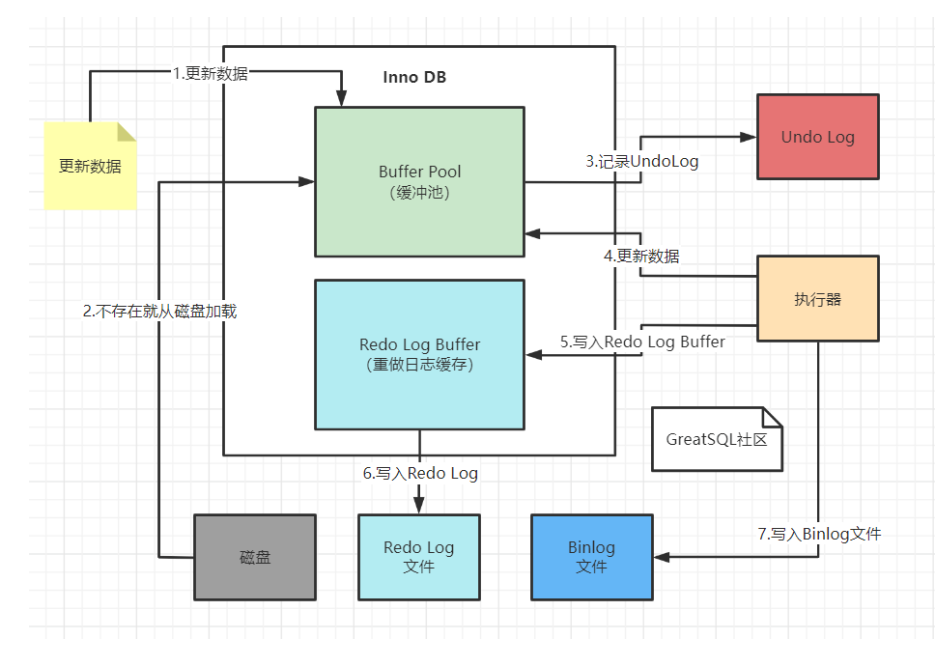 1.更新数据
Inno DB
更新数据
Buffer Pool
（缓冲池）
Undo Log
3.记录UndoLog
4.更新数据
执行器
2.不存在就从磁盘加载
Redo Log Buffer
（重做日志缓存）
5.写入Redo Log Buffer
GreatSQL社区
6.写入Redo Log
7.写入Binlog文件
磁盘
Redo Log
文件
Binlog
文件